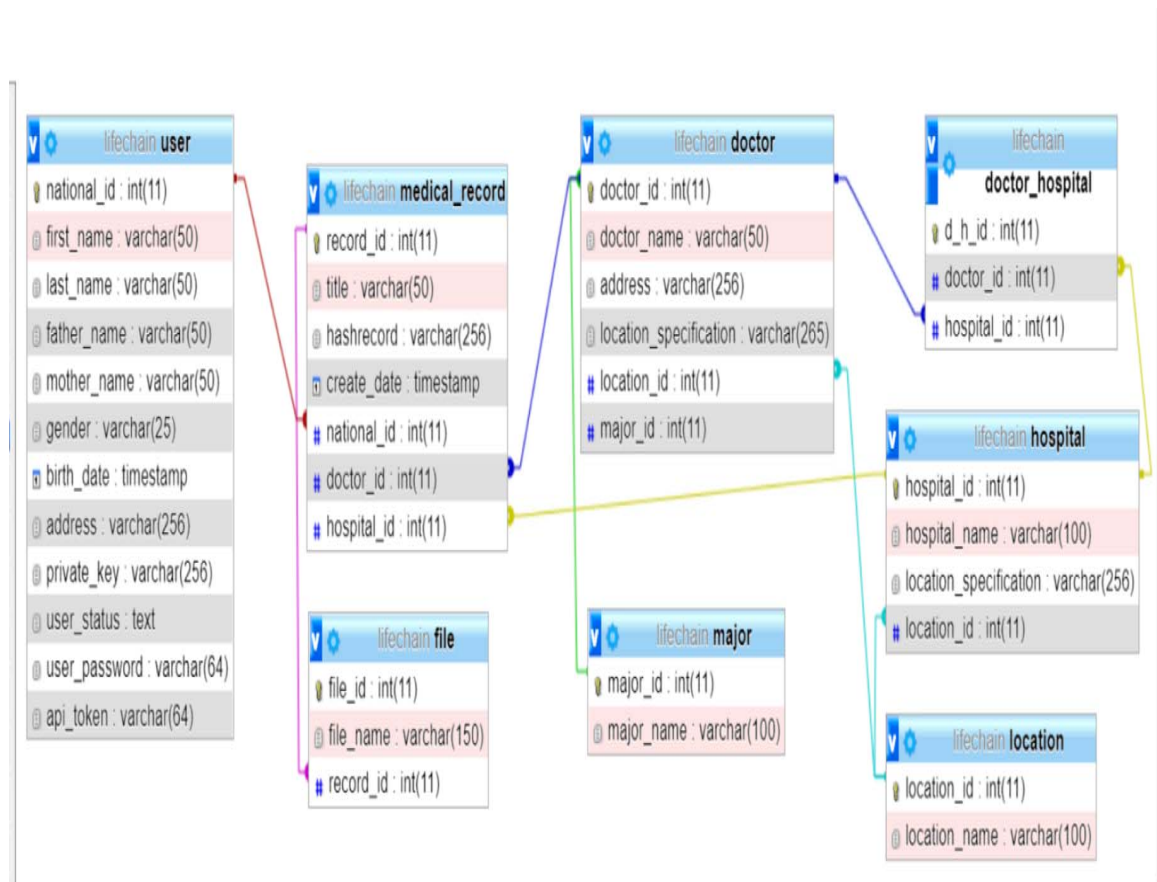 lifechain user
national_id : int(11)
first_name : varchar(50)
last_name : varchar(50)
father_name : varchar(50)
mother_name : varchar(50)
gender : varchar(25)
birth_date : timestamp
address : varchar(256)
private_key : varchar(256)
user_status : text
user_password : varchar(64)
api_token : varchar(64)
lifechain medical_record
record_id : int(11)
title : varchar(50)
hashrecord : varchar(256)
create_date : timestamp
national_id : int(11)
doctor_id : int(11)
hospital_id : int(11)
lifechain file
file_id : int(11)
file_name : varchar(150)
record_id : int(11)
lifechain doctor
doctor_id : int(11)
doctor_name : varchar(50)
address : varchar(256)
location_specification : varchar(265)
location_id : int(11)
major_id : int(11)
lifechain major
major_id : int(11)
major_name : varchar(100)
lifechain
doctor_hospital
d_h_id : int(11)
doctor_id : int(11)
hospital_id : int(11)
lifechain hospital
hospital_id : int(11)
hospital_name : varchar(100)
location_specification : varchar(256)
location_id : int(11)
lifechain location
location_id : int(11)
location_name : varchar(100)